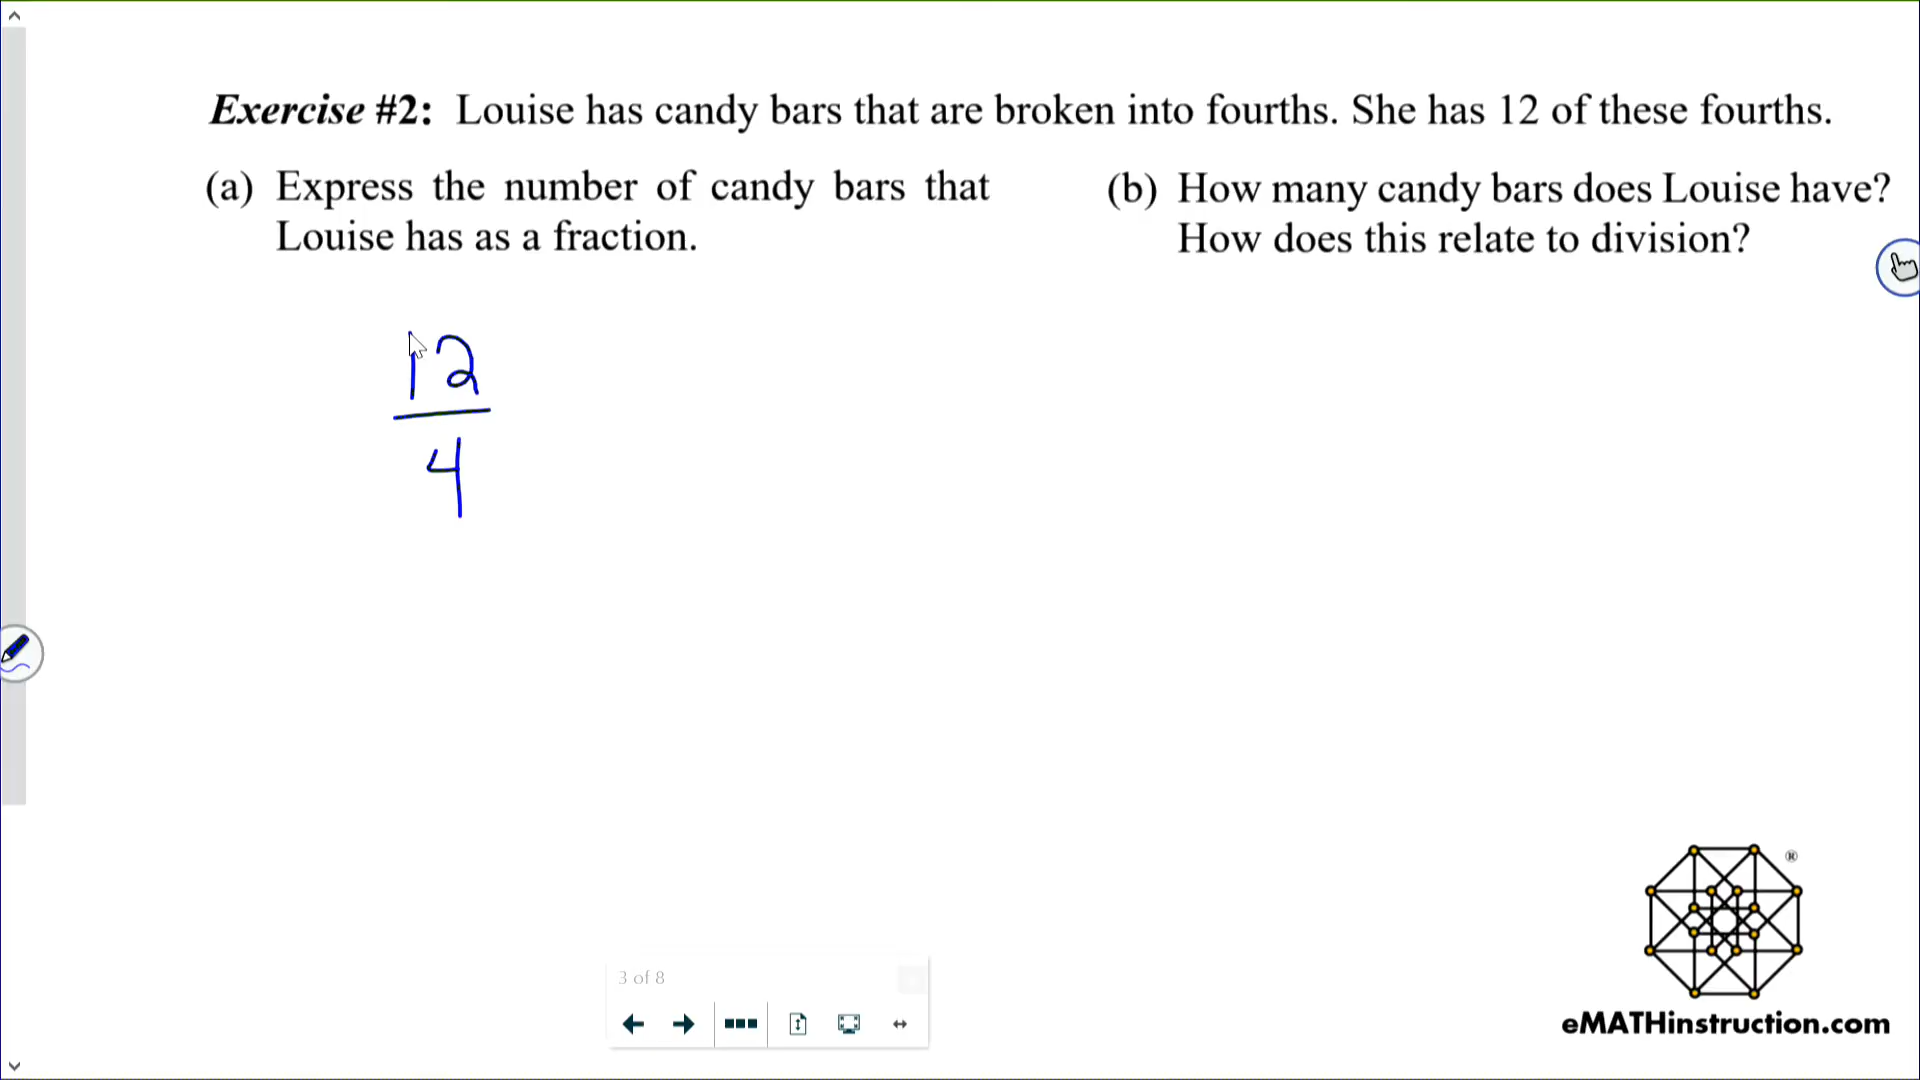 Exercise #2: Louise has candy bars that are broken into fourths. She has 12 of these fourths.
(a) Express the number of candy bars that
Louise has as a fraction.
(b) How many candy bars does Louise have?
How does this relate to division?
12
4
3 of 8
®
eMATHinstruction.com